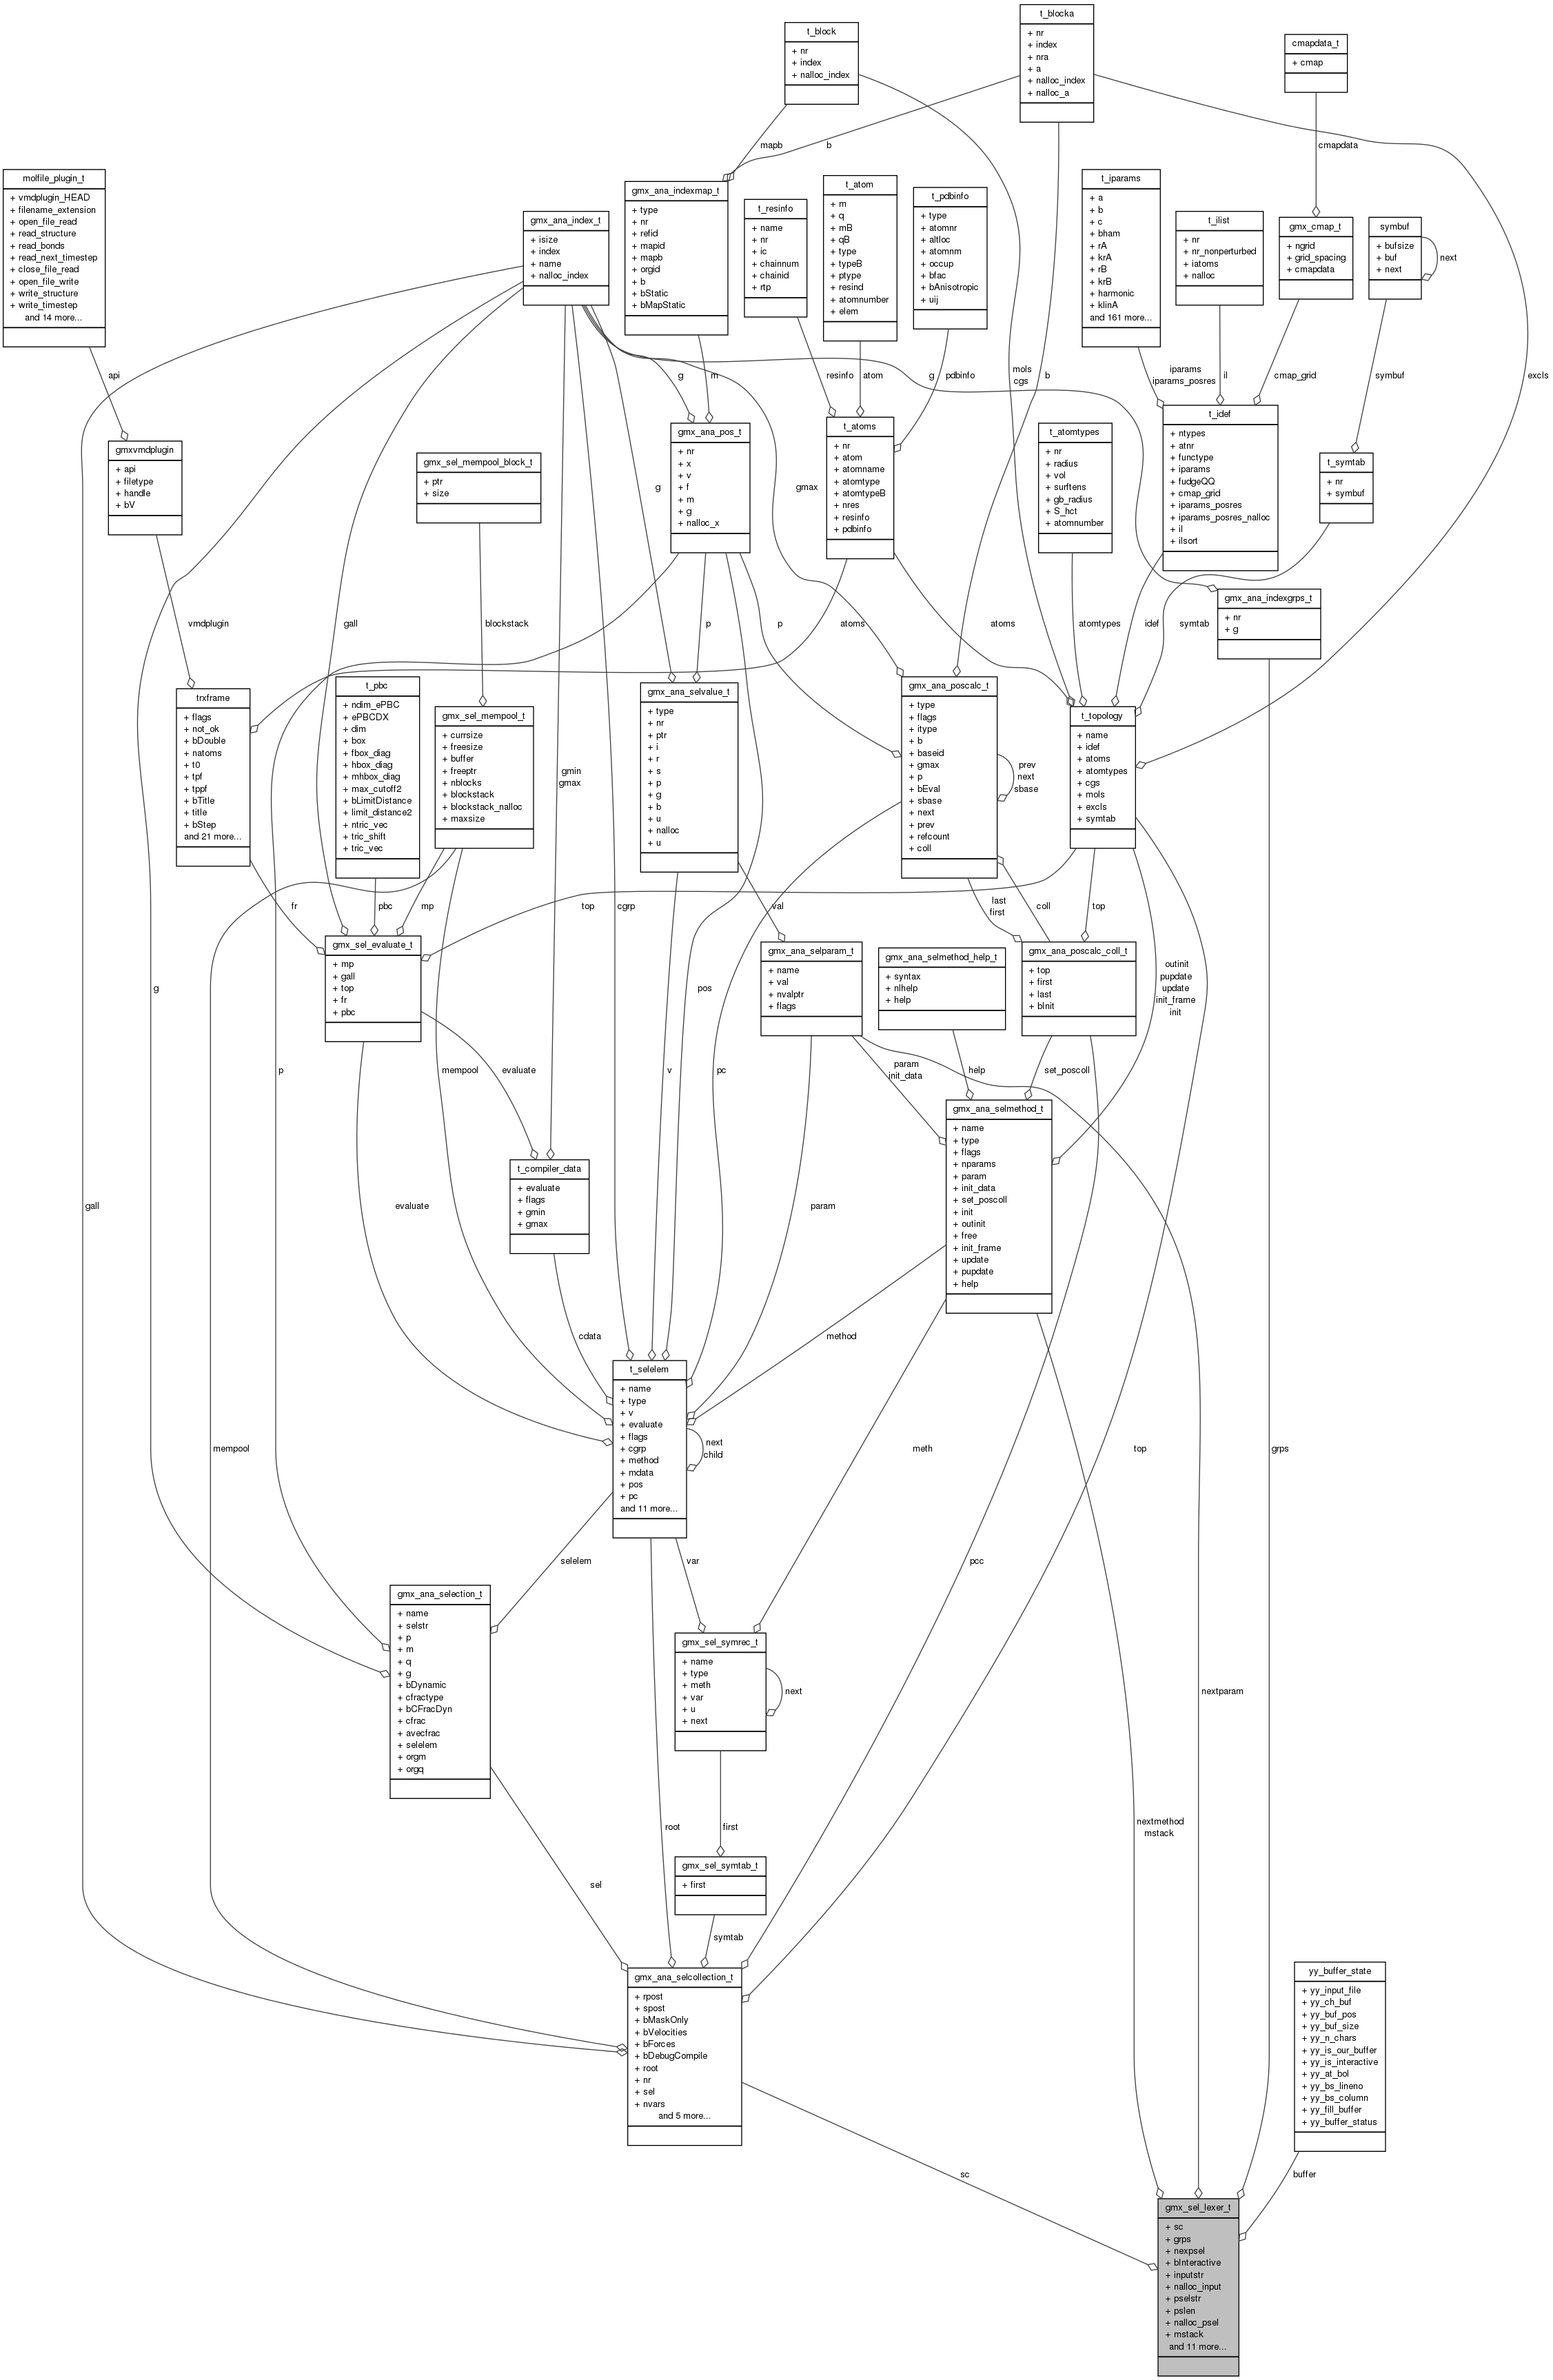 t_block
+ nr
+ index
+ nalloc_index
t_blocka
+ nr
+ index
+ nra
+ a
+ nalloc_index
+ nalloc_a
cmapdata_t
+ cmap
mapb
b
cmapdata
molfile_plugin_t
+ vmdplugin_HEAD
+ filename_extension
+ open_file_read
+ read_structure
+ read_bonds
+ read_next_timestep
+ close_file_read
+ open_file_write
+ write_structure
+ write_timestep
and 14 more...
gmx_ana_index_t
+ isize
+ index
+ name
+ nalloc_index
gmx_ana_indexmap_t
+ type
+ nr
+ refid
+ mapid
+ mapb
+ orgid
+ b
+ bStatic
+ bMapStatic
t_resinfo
+ name
+ nr
+ ic
+ chainnum
+ chainid
+ rtp
t_atom
+ m
+ q
+ mB
+ qB
+ type
+ typeB
+ ptype
+ resind
+ atomnumber
+ elem
t_pdbinfo
+ type
+ atomnr
+ altloc
+ atomnm
+ occup
+ bfac
+ bAnisotropic
+ uij
t_iparams
+ a
+ b
+ c
+ bham
+ rA
+ krA
+ rB
+ krB
+ harmonic
+ klinA
and 161 more...
t_ilist
+ nr
+ nr_nonperturbed
+ iatoms
+ nalloc
gmx_cmap_t
+ ngrid
+ grid_spacing
+ cmapdata
symbuf
+ bufsize
+ buf
+ next
next
api
g
m
resinfo
atom
pdbinfo
g
mols
cgs
b
iparams
iparams_posres
il
cmap_grid
symbuf
excls
gmxvmdplugin
+ api
+ filetype
+ handle
+ bV
gmx_sel_mempool_block_t
+ ptr
+ size
gmx_ana_pos_t
+ nr
+ x
+ v
+ f
+ m
+ g
+ nalloc_x
t_atoms
+ nr
+ atom
+ atomname
+ atomtype
+ atomtypeB
+ nres
+ resinfo
+ pdbinfo
t_atomtypes
+ nr
+ radius
+ vol
+ surftens
+ gb_radius
+ S_hct
+ atomnumber
t_idef
+ ntypes
+ atnr
+ functype
+ iparams
+ fudgeQQ
+ cmap_grid
+ iparams_posres
+ iparams_posres_nalloc
+ il
+ ilsort
t_symtab
+ nr
+ symbuf
g
gmax
gmx_ana_indexgrps_t
+ nr
+ g
vmdplugin
gall
blockstack
p
p
atoms
atoms
atomtypes
idef
symtab
trxframe
+ flags
+ not_ok
+ bDouble
+ natoms
+ t0
+ tpf
+ tppf
+ bTitle
+ title
+ bStep
and 21 more...
t_pbc
+ ndim_ePBC
+ ePBCDX
+ dim
+ box
+ fbox_diag
+ hbox_diag
+ mhbox_diag
+ max_cutoff2
+ bLimitDistance
+ limit_distance2
+ ntric_vec
+ tric_shift
+ tric_vec
gmx_sel_mempool_t
+ currsize
+ freesize
+ buffer
+ freeptr
+ nblocks
+ blockstack
+ blockstack_nalloc
+ maxsize
gmin
gmax
gmx_ana_selvalue_t
+ type
+ nr
+ ptr
+ i
+ r
+ s
+ p
+ g
+ b
+ u
+ nalloc
+ u
gmx_ana_poscalc_t
+ type
+ flags
+ itype
+ b
+ baseid
+ gmax
+ p
+ bEval
+ sbase
+ next
+ prev
+ refcount
+ coll
prev
next
sbase
t_topology
+ name
+ idef
+ atoms
+ atomtypes
+ cgs
+ mols
+ excls
+ symtab
fr
pbc
mp
cgrp
top
val
last
first
coll
top
gmx_sel_evaluate_t
+ mp
+ gall
+ top
+ fr
+ pbc
gmx_ana_selparam_t
+ name
+ val
+ nvalptr
+ flags
gmx_ana_selmethod_help_t
+ syntax
+ nlhelp
+ help
gmx_ana_poscalc_coll_t
+ top
+ first
+ last
+ bInit
outinit
pupdate
update
init_frame
init
g
pos
p
evaluate
mempool
v
pc
param
init_data
help
set_poscoll
gmx_ana_selmethod_t
+ name
+ type
+ flags
+ nparams
+ param
+ init_data
+ set_poscoll
+ init
+ outinit
+ free
+ init_frame
+ update
+ pupdate
+ help
t_compiler_data
+ evaluate
+ flags
+ gmin
+ gmax
gall
evaluate
param
cdata
method
t_selelem
+ name
+ type
+ v
+ evaluate
+ flags
+ cgrp
+ method
+ mdata
+ pos
+ pc
and 11 more...
next
child
mempool
meth
top
grps
selelem
var
pcc
gmx_ana_selection_t
+ name
+ selstr
+ p
+ m
+ q
+ g
+ bDynamic
+ cfractype
+ bCFracDyn
+ cfrac
+ avecfrac
+ selelem
+ orgm
+ orgq
gmx_sel_symrec_t
+ name
+ type
+ meth
+ var
+ u
+ next
next
nextparam
root
first
nextmethod
mstack
gmx_sel_symtab_t
+ first
sel
symtab
gmx_ana_selcollection_t
+ rpost
+ spost
+ bMaskOnly
+ bVelocities
+ bForces
+ bDebugCompile
+ root
+ nr
+ sel
+ nvars
and 5 more...
yy_buffer_state
+ yy_input_file
+ yy_ch_buf
+ yy_buf_pos
+ yy_buf_size
+ yy_n_chars
+ yy_is_our_buffer
+ yy_is_interactive
+ yy_at_bol
+ yy_bs_lineno
+ yy_bs_column
+ yy_fill_buffer
+ yy_buffer_status
sc
buffer
gmx_sel_lexer_t
+ sc
+ grps
+ nexpsel
+ bInteractive
+ inputstr
+ nalloc_input
+ pselstr
+ pslen
+ nalloc_psel
+ mstack
and 11 more...